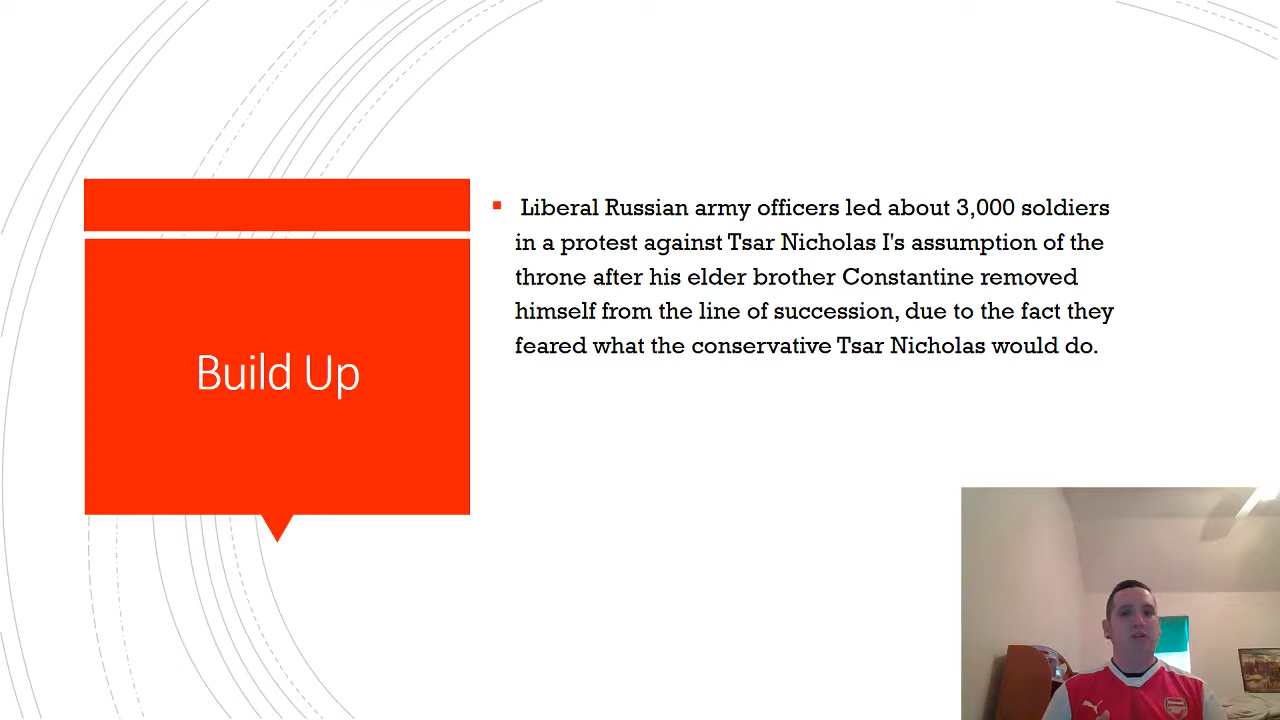 Build Up
Liberal Russian army officers led about 3,000 soldiers
in a protest against Tsar Nicholas I's assumption of the
throne after his elder brother Constantine removed
himself from the line of succession, due to the fact they
feared what the conservative Tsar Nicholas would do.